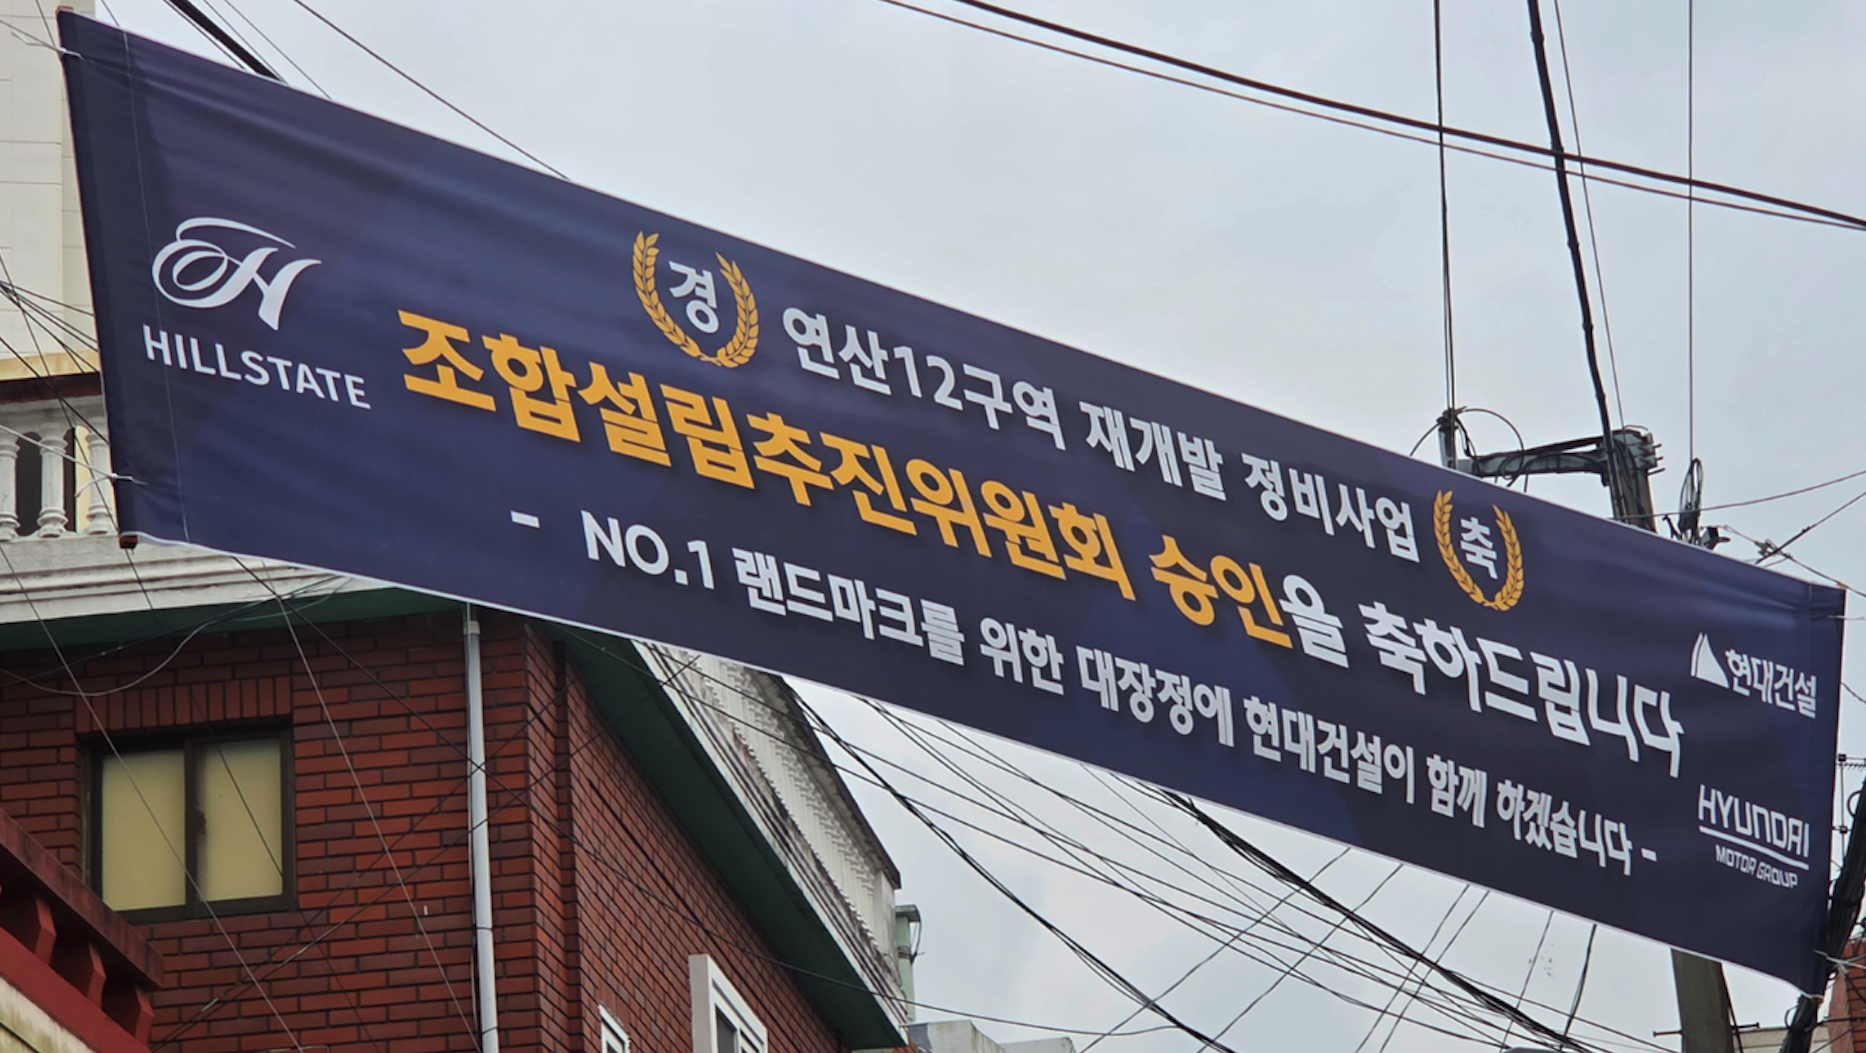 HILLSTATE
경 연산12구역 재개발 정비사업 축
조합설립추진위원회 승인을 축하드립니다
- NO.1 랜드마크를 위한 대장정에 현대건설이 함께 하겠습니다 -
현대건설
HYUNDAI
MOTOR GROUP